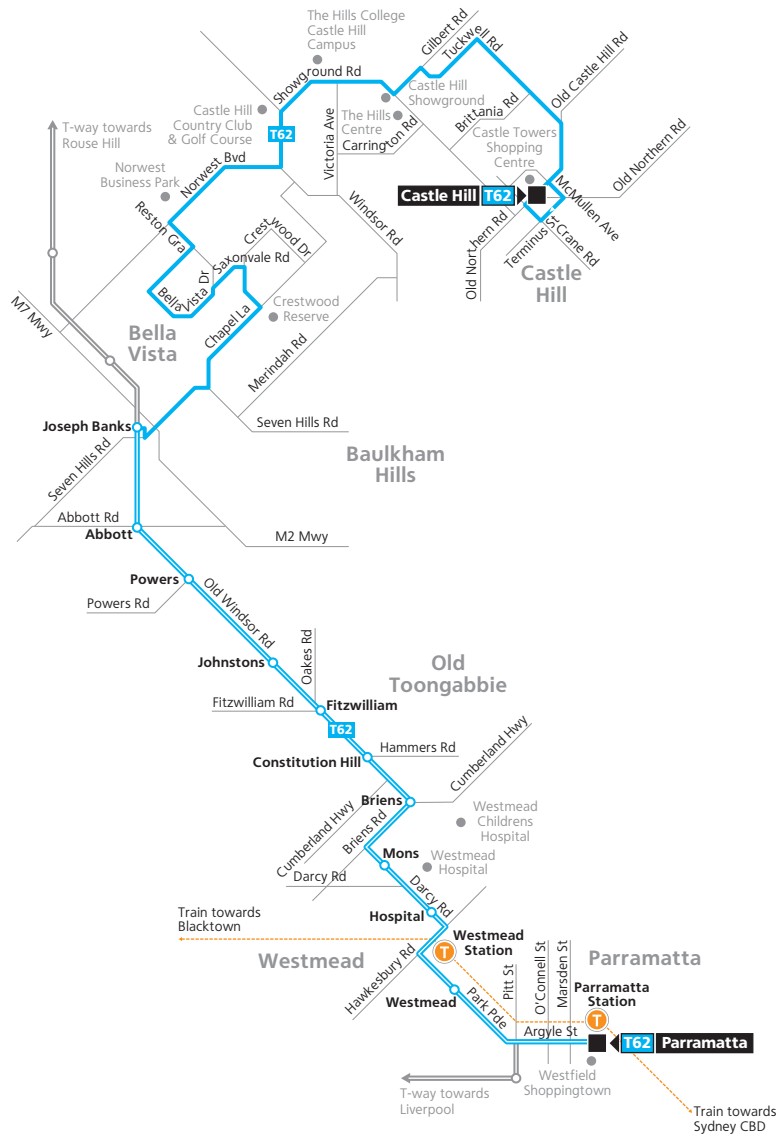 The Hills College
Castle Hill
Campus
Gilbert Rd
Tuckwell Rd
Old Castle Hill Rd
Showground Rd
Castle Hill
Showground
Castle Hill
Country Club
& Golf Course
T62
Victoria Ave
The Hills
Centre
Carrington Rd
Brittania Rd
Castle Towers
Shopping
Centre
Old Northern Rd
T-way towards
Rouse Hill
Norwest
Business Park
Norwest Bvd
Castle Hill
T62
McMullen Ave
Reston Gra
Windsor Rd
Old Northern Rd
Terminus St
Crane Rd
Castle
Hill
Crestwood Dr
Saxonvale Rd
Bella Vista Dr
M7 Mwy
Bella
Vista
Chapel La
Crestwood
Reserve
Merindah Rd
Joseph Banks
Seven Hills Rd
Seven Hills Rd
Baulkham
Hills
Abbott Rd
Abbott
M2 Mwy
Powers
Powers Rd
Old Windsor Rd
Johnstons
Oakes Rd
Old
Toongabbie
Fitzwilliam Rd
Fitzwilliam
T62
Hammers Rd
Constitution Hill
Cumberland Hwy
Briens
Cumberland Hwy
Briens Rd
Westmead
Childrens
Hospital
Mons
Westmead
Hospital
Darcy Rd
Darcy Rd
Hospital
Train towards
Blacktown
Westmead
Station
T
Westmead
Hawkesbury Rd
Pitt St
O'Connell St
Marsden St
Parramatta
Parramatta
Station
T
Westmead
Park Pde
Argyle St
T62
Parramatta
Westfield
Shoppingtown
T-way towards
Liverpool
Train towards
Sydney CBD